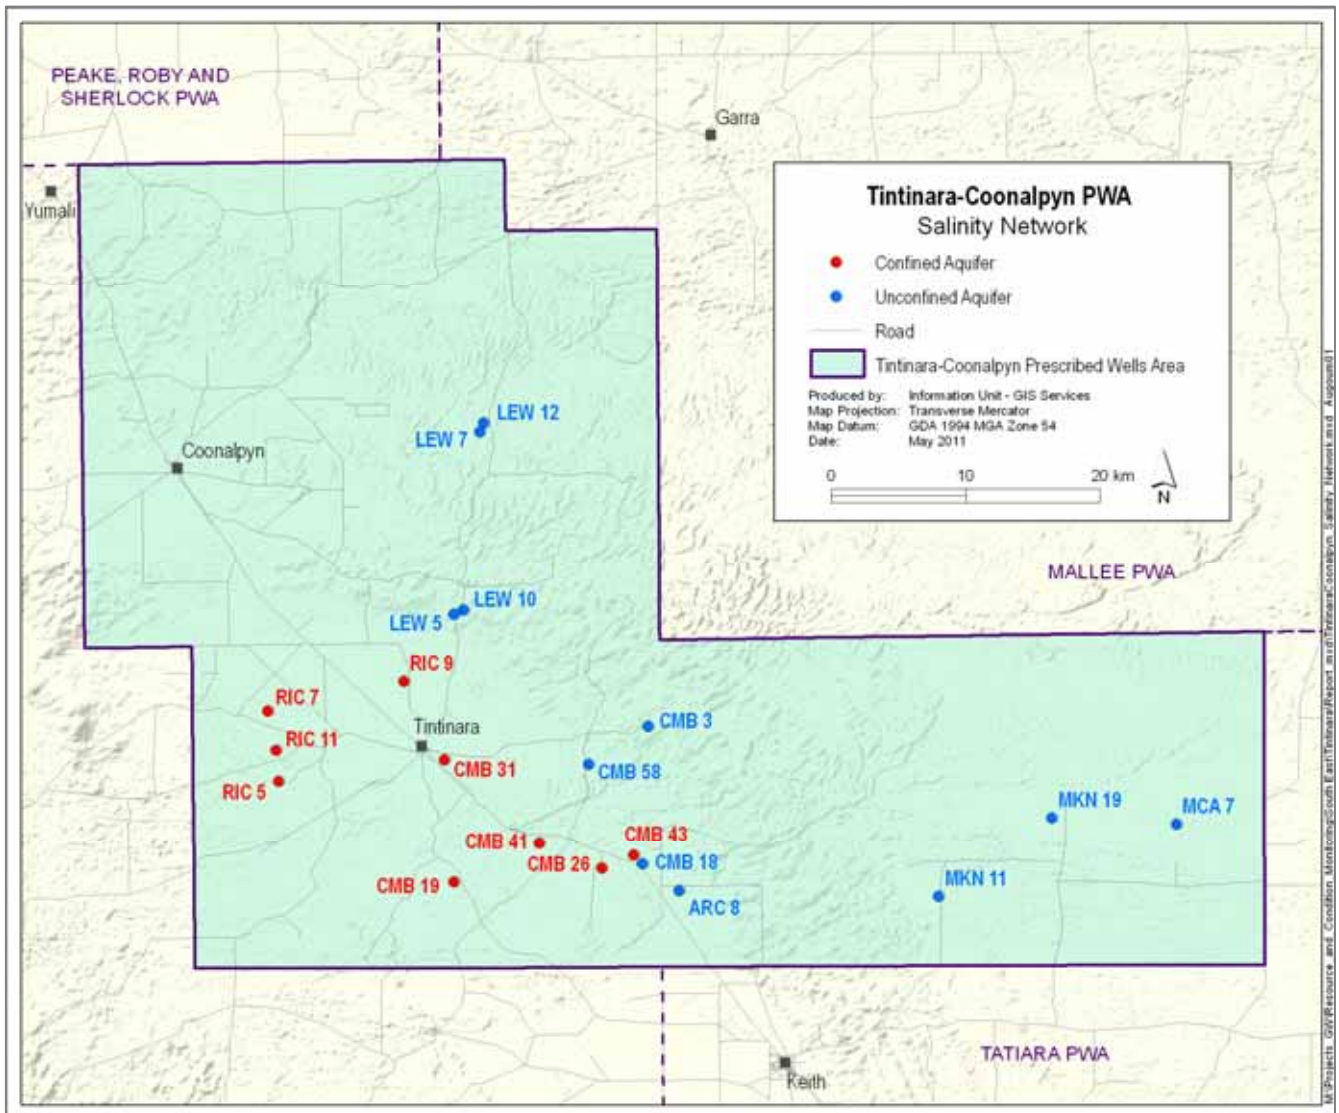 PEAKE, ROBY AND
SHERLOCK PWA
Garra
Yumali
Tintinara-Coonalpyn PWA
Salinity Network
Confined Aquifer
Unconfined Aquifer
Road
Tintinara-Coonalpyn Prescribed Wells Area
Produced by: Information Unit - GIS Services
Map Projection: Transverse Mercator
Map Datum: GDA 1994 MGA Zone 54
Date: May 2011
0 10 20 km
N
LEW 12
LEW 7
Coonalpyn
MALLEE PWA
LEW 10
LEW 5
RIC 9
RIC 7
CMB 3
Tintinara
RIC 11
CMB 31
CMB 58
RIC 5
MKN 19
MCA 7
CMB 41
CMB 43
CMB 26
CMB 18
CMB 19
MKN 11
ARC 8
TATIARA PWA
Keith